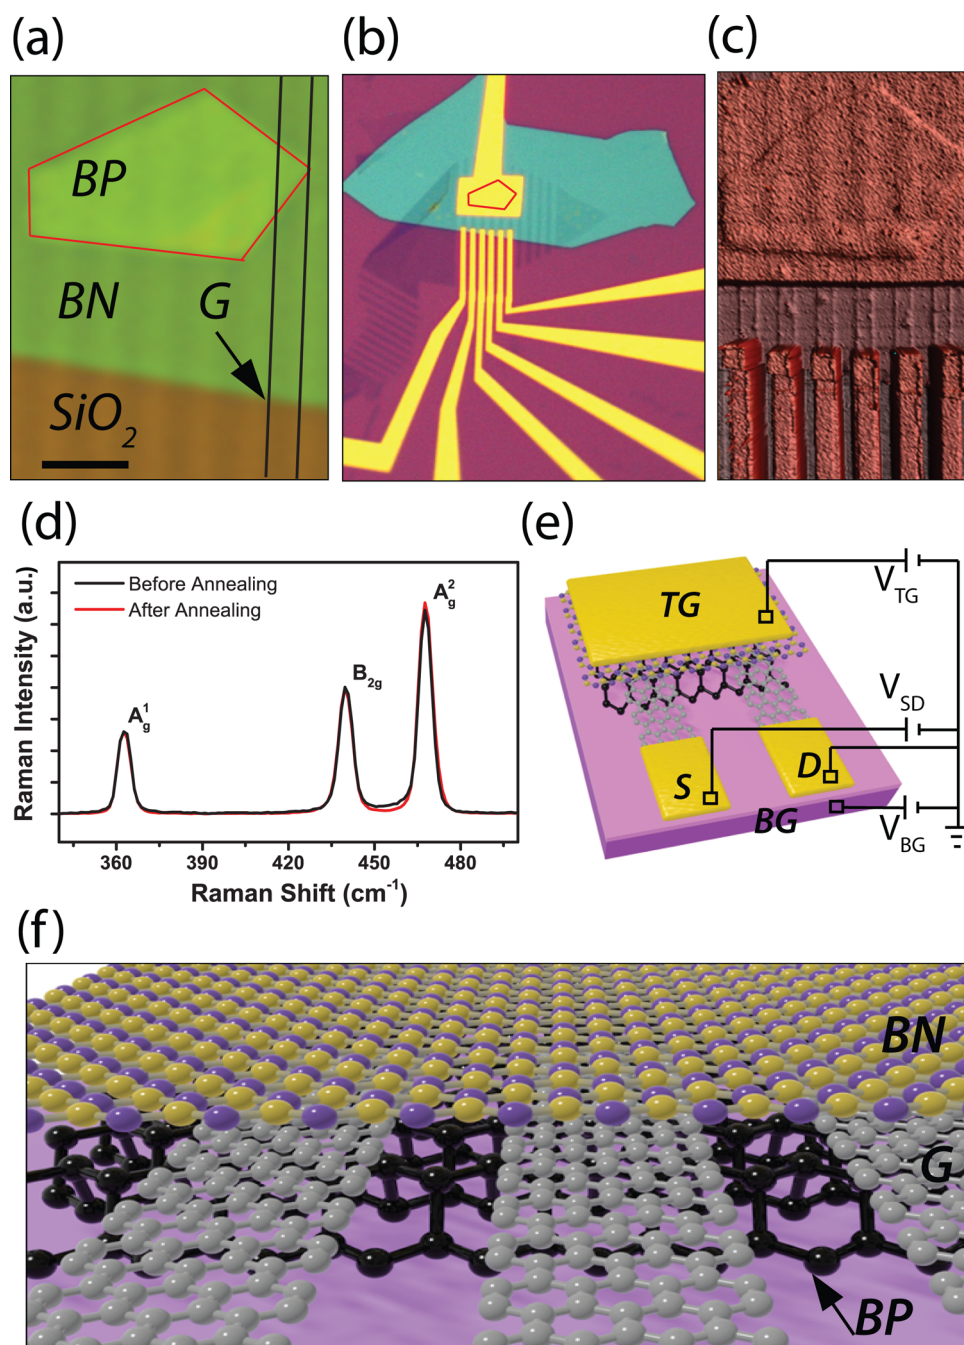 (a)
(b)
(c)
BP
BN
G
SiO₂
(d)
Before Annealing
After Annealing
A¹g
B2g
A²g
Raman Intensity (a.u.)
360 390 420 450 480
Raman Shift (cm⁻¹)
(e)
TG
S
D
BG
VTG
VSD
VBG
(f)
BN
G
BP